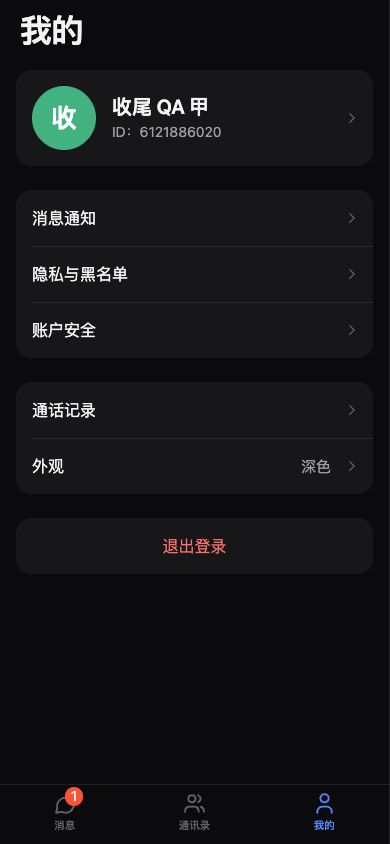 我的
收
收尾 QA 甲
ID：6121886020
消息通知
隐私与黑名单
账户安全
通话记录
外观 深色
退出登录
1
消息 通讯录 我的